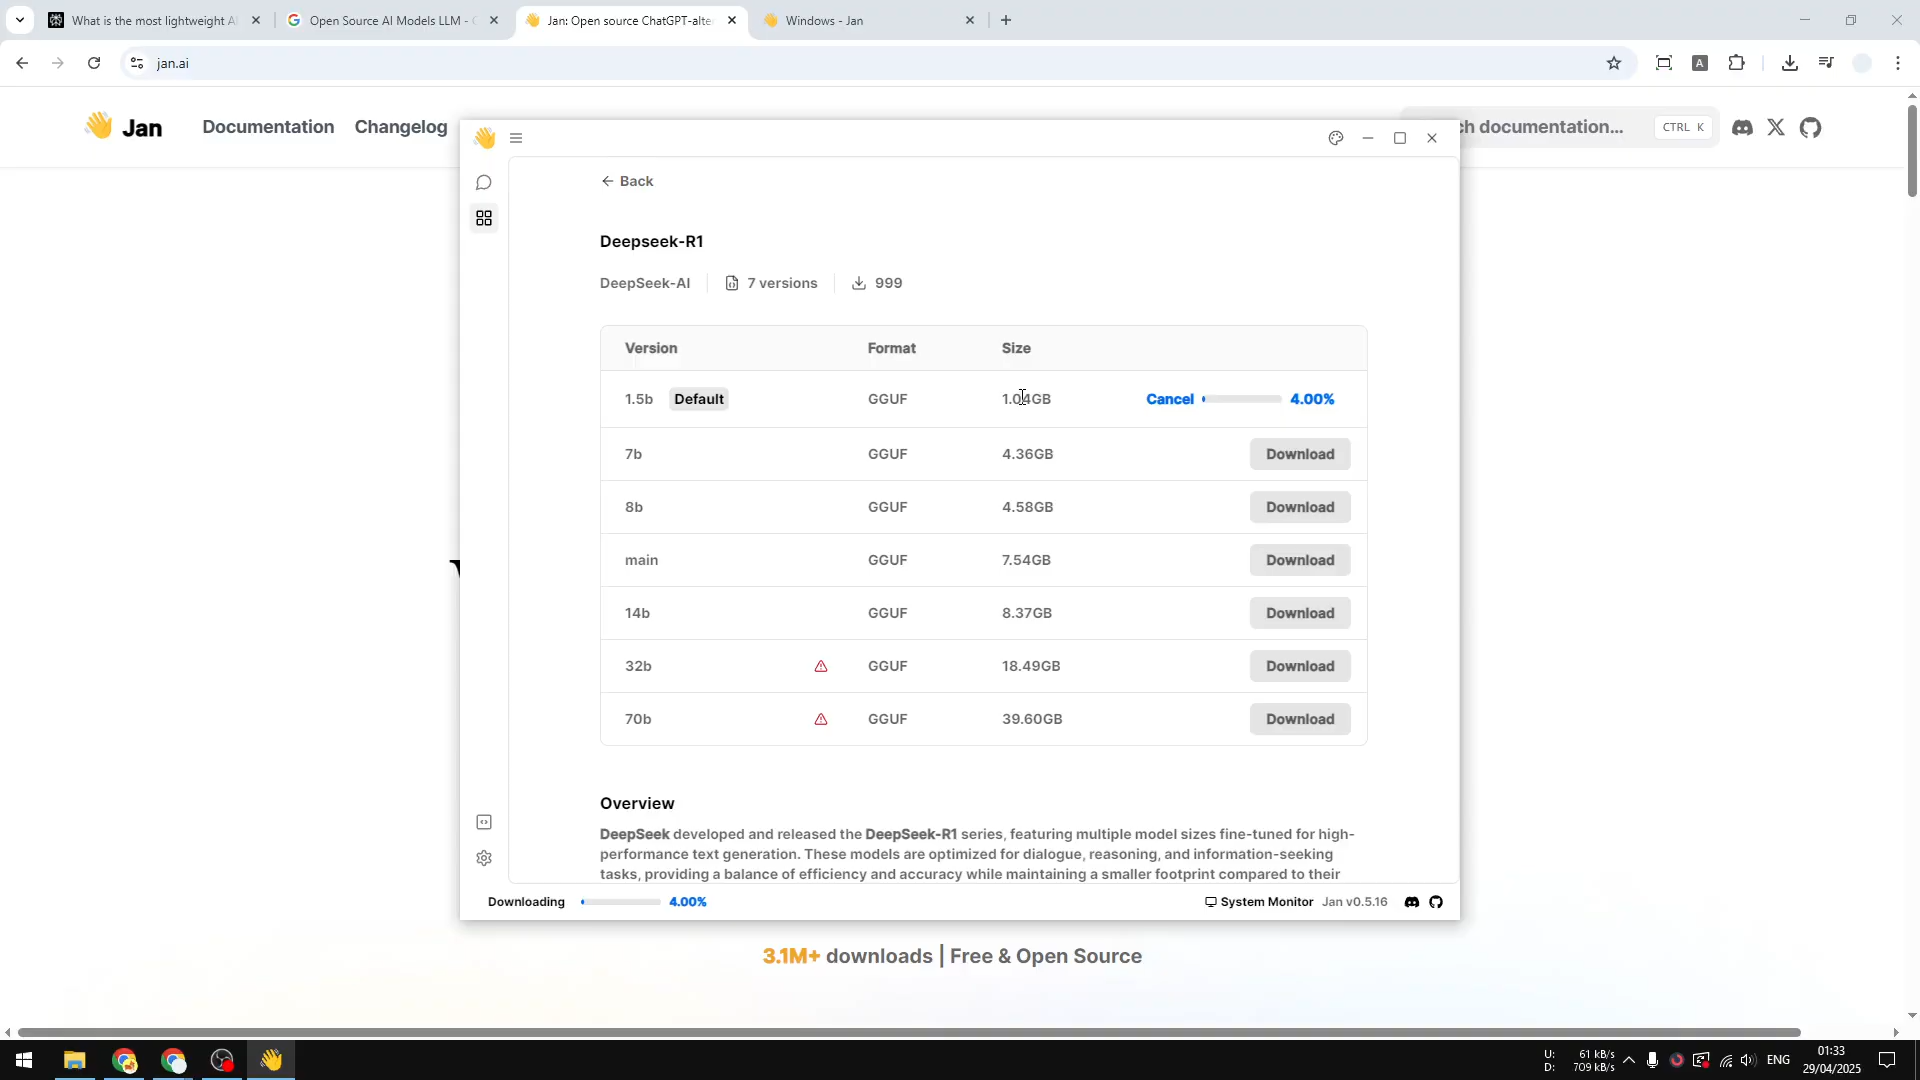 What is the most lightweight A
Open Source AI Models LLM -
Jan: Open source ChatGPT-alte
Windows - Jan
jan.ai
A
Jan
Documentation
Changelog
ch documentation...
CTRL K
Back
Deepseek-R1
DeepSeek-AI
7 versions
999
Version Format Size
1.5b Default GGUF 1.04GB Cancel 4.00%
7b GGUF 4.36GB Download
8b GGUF 4.58GB Download
main GGUF 7.54GB Download
14b GGUF 8.37GB Download
32b GGUF 18.49GB Download
70b GGUF 39.60GB Download
Overview
DeepSeek developed and released the DeepSeek-R1 series, featuring multiple model sizes fine-tuned for high-
performance text generation. These models are optimized for dialogue, reasoning, and information-seeking
tasks, providing a balance of efficiency and accuracy while maintaining a smaller footprint compared to their
Downloading 4.00%
System Monitor Jan v0.5.16
3.1M+ downloads | Free & Open Source
U: 61 kB/s
D: 709 kB/s
ENG
01:33
29/04/2025